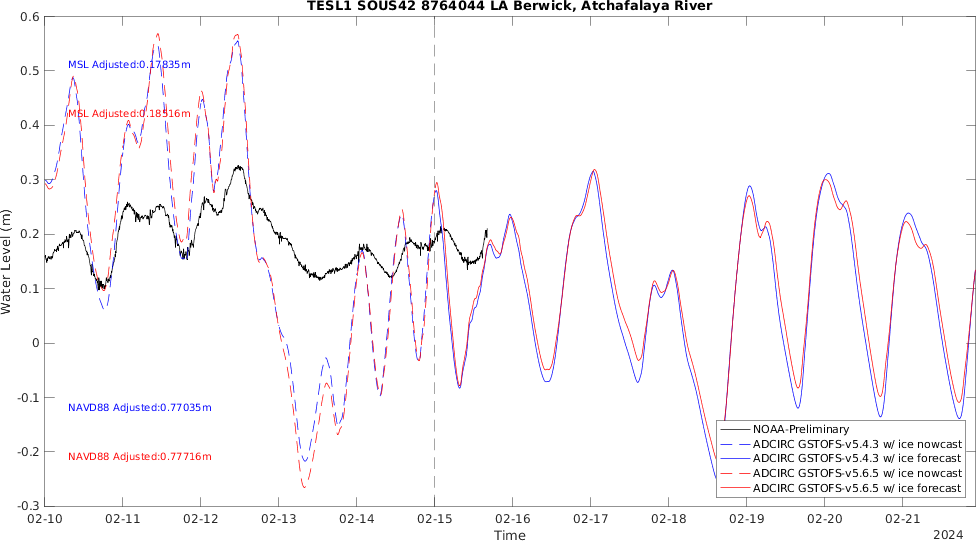 TESL1 SOUS42 8764044 LA Berwick, Atchafalaya River
0.6
0.5
0.4
0.3
0.2
0.1
0
-0.1
-0.2
-0.3
Water Level (m)
MSL Adjusted:0.17835m
MSL Adjusted:0.18516m
NAVD88 Adjusted:0.77035m
NAVD88 Adjusted:0.77716m
NOAA-Preliminary
ADCIRC GSTOFS-v5.4.3 w/ ice nowcast
ADCIRC GSTOFS-v5.4.3 w/ ice forecast
ADCIRC GSTOFS-v5.6.5 w/ ice nowcast
ADCIRC GSTOFS-v5.6.5 w/ ice forecast
02-10 02-11 02-12 02-13 02-14 02-15 02-16 02-17 02-18 02-19 02-20 02-21
Time
2024